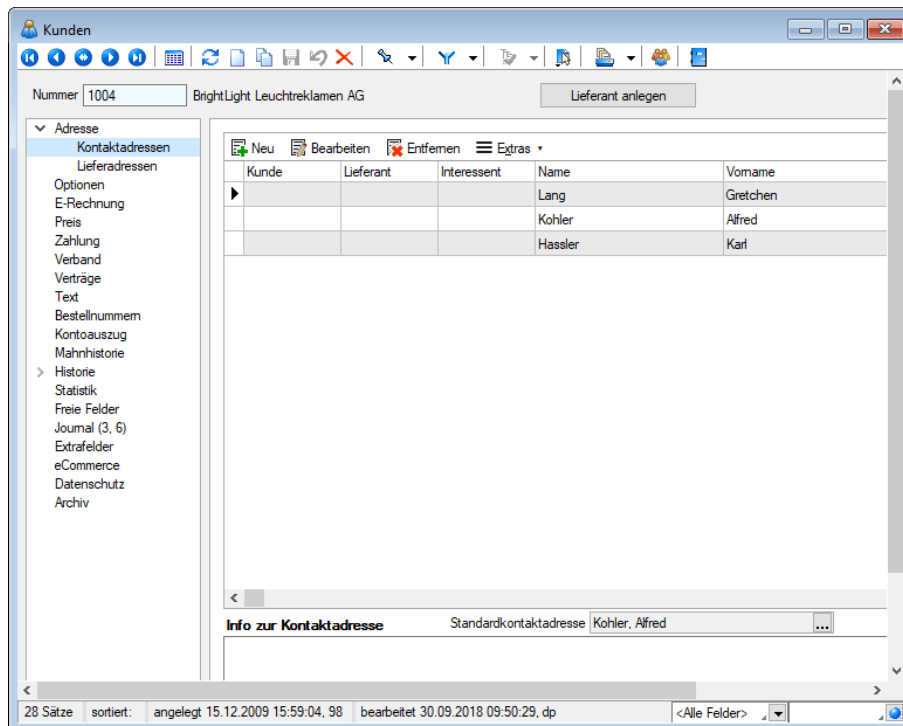 Kunden
Nummer 1004 BrightLight Leuchtreklamen AG Lieferant anlegen
Adresse
Kontaktadressen
Lieferadressen
Optionen
E-Rechnung
Preis
Zahlung
Verband
Verträge
Text
Bestellnummern
Kontoauszug
Mahnhistorie
Historie
Statistik
Freie Felder
Journal (3, 6)
Extrafelder
eCommerce
Datenschutz
Archiv
Neu Bearbeiten Entfernen Extras
Kunde Lieferant Interessent Name Vorname
Lang Gretchen
Kohler Alfred
Hassler Karl
Info zur Kontaktadresse Standardkontaktadresse Kohler, Alfred ...
28 Sätze sortiert: angelegt 15.12.2009 15:59:04, 98 bearbeitet 30.09.2018 09:50:29, dp <Alle Felder>